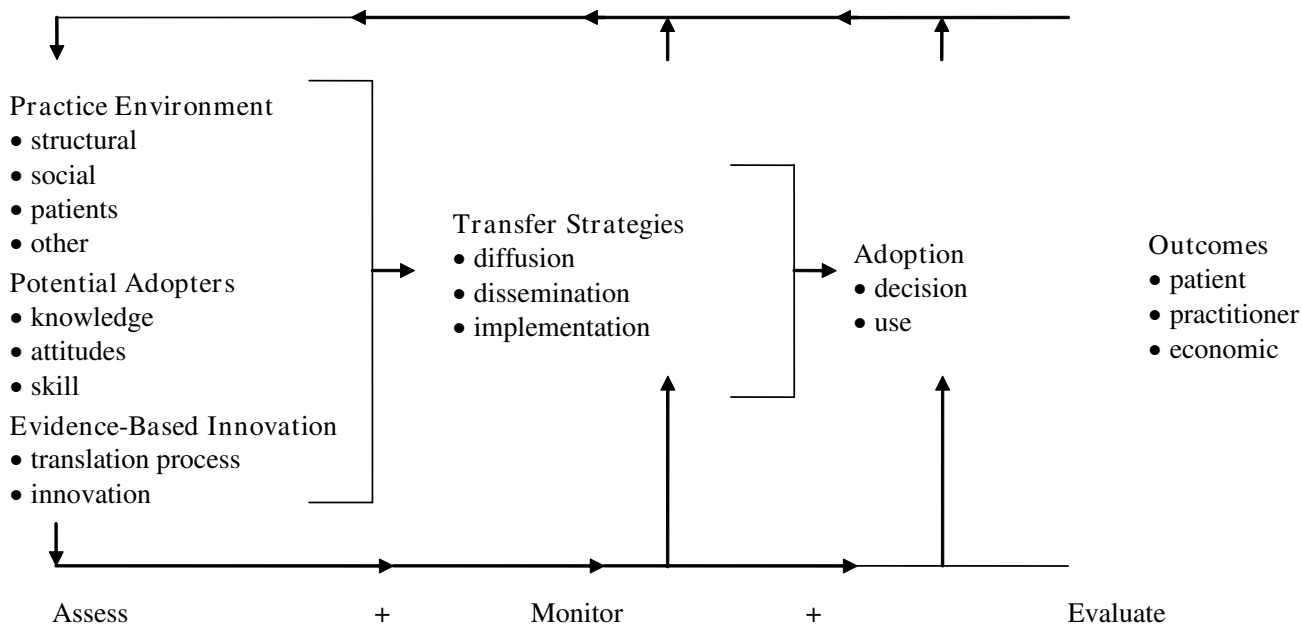 Practice Environment
• structural
• social
• patients
• other
Potential Adopters
• knowledge
• attitudes
• skill
Evidence-Based Innovation
• translation process
• innovation
Transfer Strategies
• diffusion
• dissemination
• implementation
Adoption
• decision
• use
Outcomes
• patient
• practitioner
• economic
Assess + Monitor + Evaluate